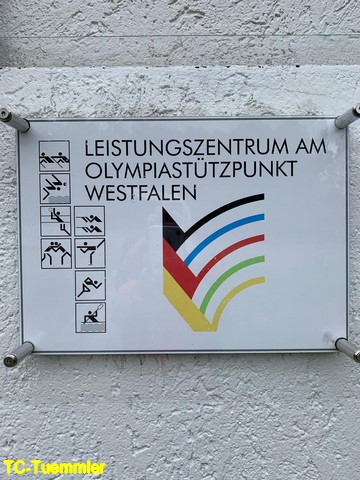 LEISTUNGSZENTRUM AM
OLYMPIASTÜTZPUNKT
WESTFALEN
TC-Tuemmler